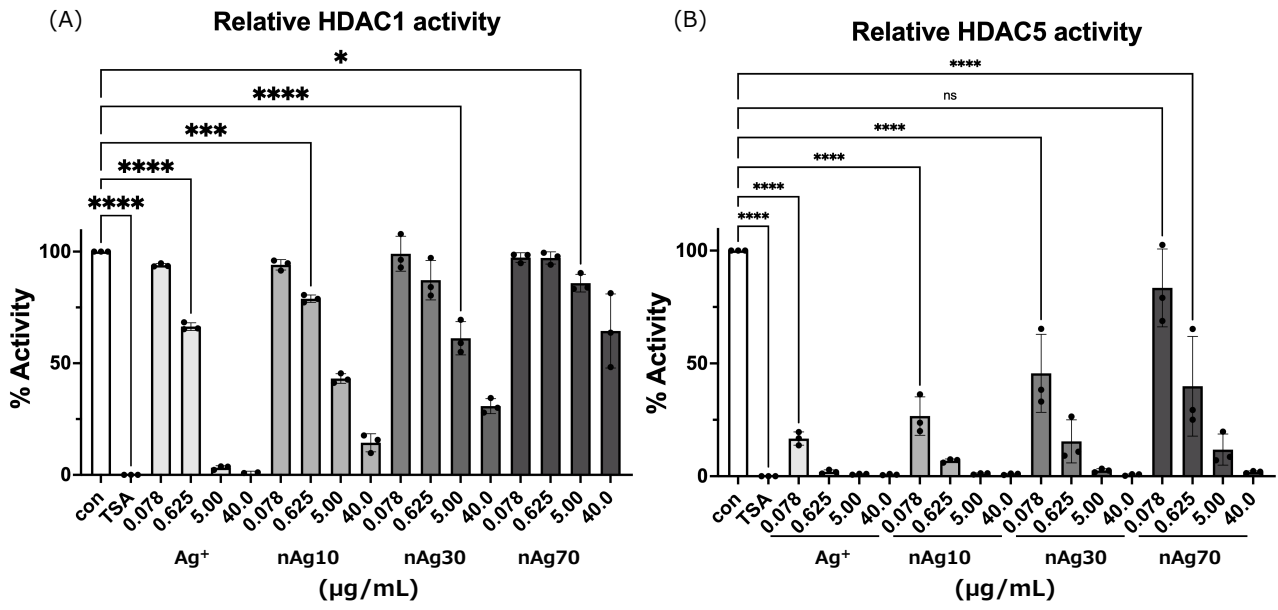 (A)
Relative HDAC1 activity
*
****
***
****
****
% Activity
100
50
0
con TSA 0.078 0.625 5.00 40.0 0.078 0.625 5.00 40.0 0.078 0.625 5.00 40.0 0.078 0.625 5.00 40.0
Ag⁺ nAg10 nAg30 nAg70
(µg/mL)
(B)
Relative HDAC5 activity
****
ns
****
****
****
****
% Activity
100
50
0
con TSA 0.078 0.625 5.00 40.0 0.078 0.625 5.00 40.0 0.078 0.625 5.00 40.0 0.078 0.625 5.00 40.0
Ag⁺ nAg10 nAg30 nAg70
(µg/mL)